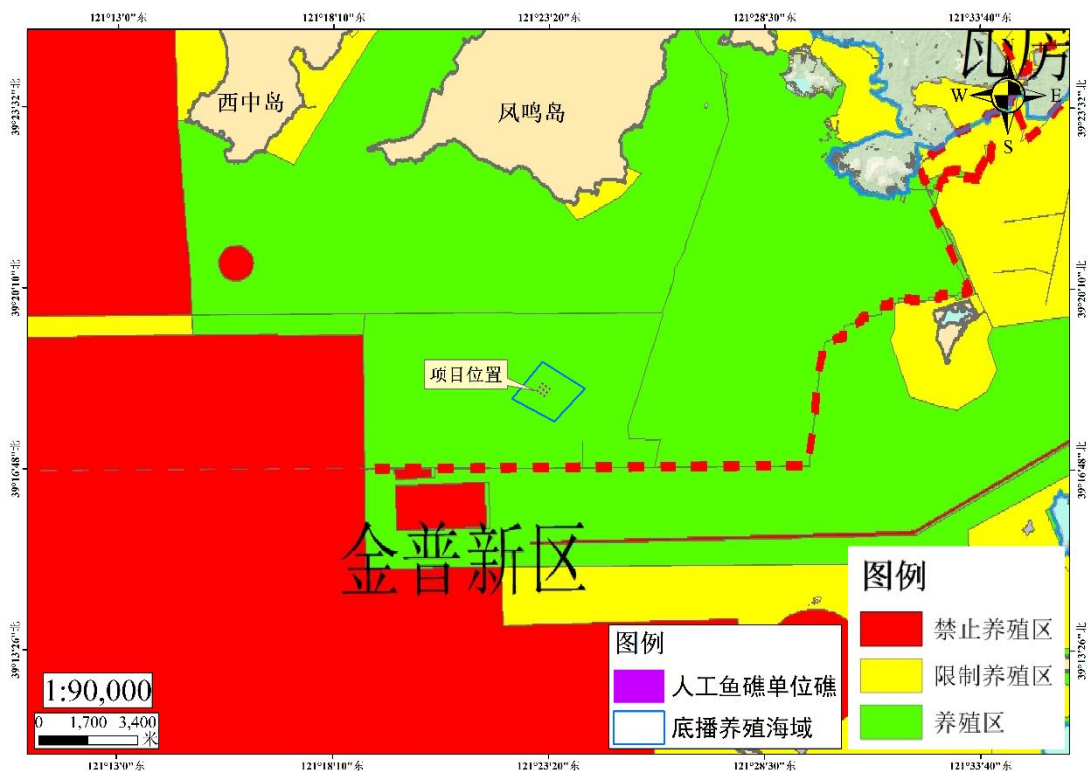 121°13'0"东
121°18'10"东
121°23'20"东
121°28'30"东
121°33'40"东
39°23'32"北
39°20'10"北
39°16'48"北
39°13'26"北
39°23'32"北
39°20'10"北
39°16'48"北
39°13'26"北
瓦房
W
E
S
西中岛
凤鸣岛
项目位置
金普新区
1:90,000
0 1,700 3,400
米
图例
人工鱼礁单位礁
底播养殖海域
图例
禁止养殖区
限制养殖区
养殖区
121°13'0"东
121°18'10"东
121°23'20"东
121°28'30"东
121°33'40"东